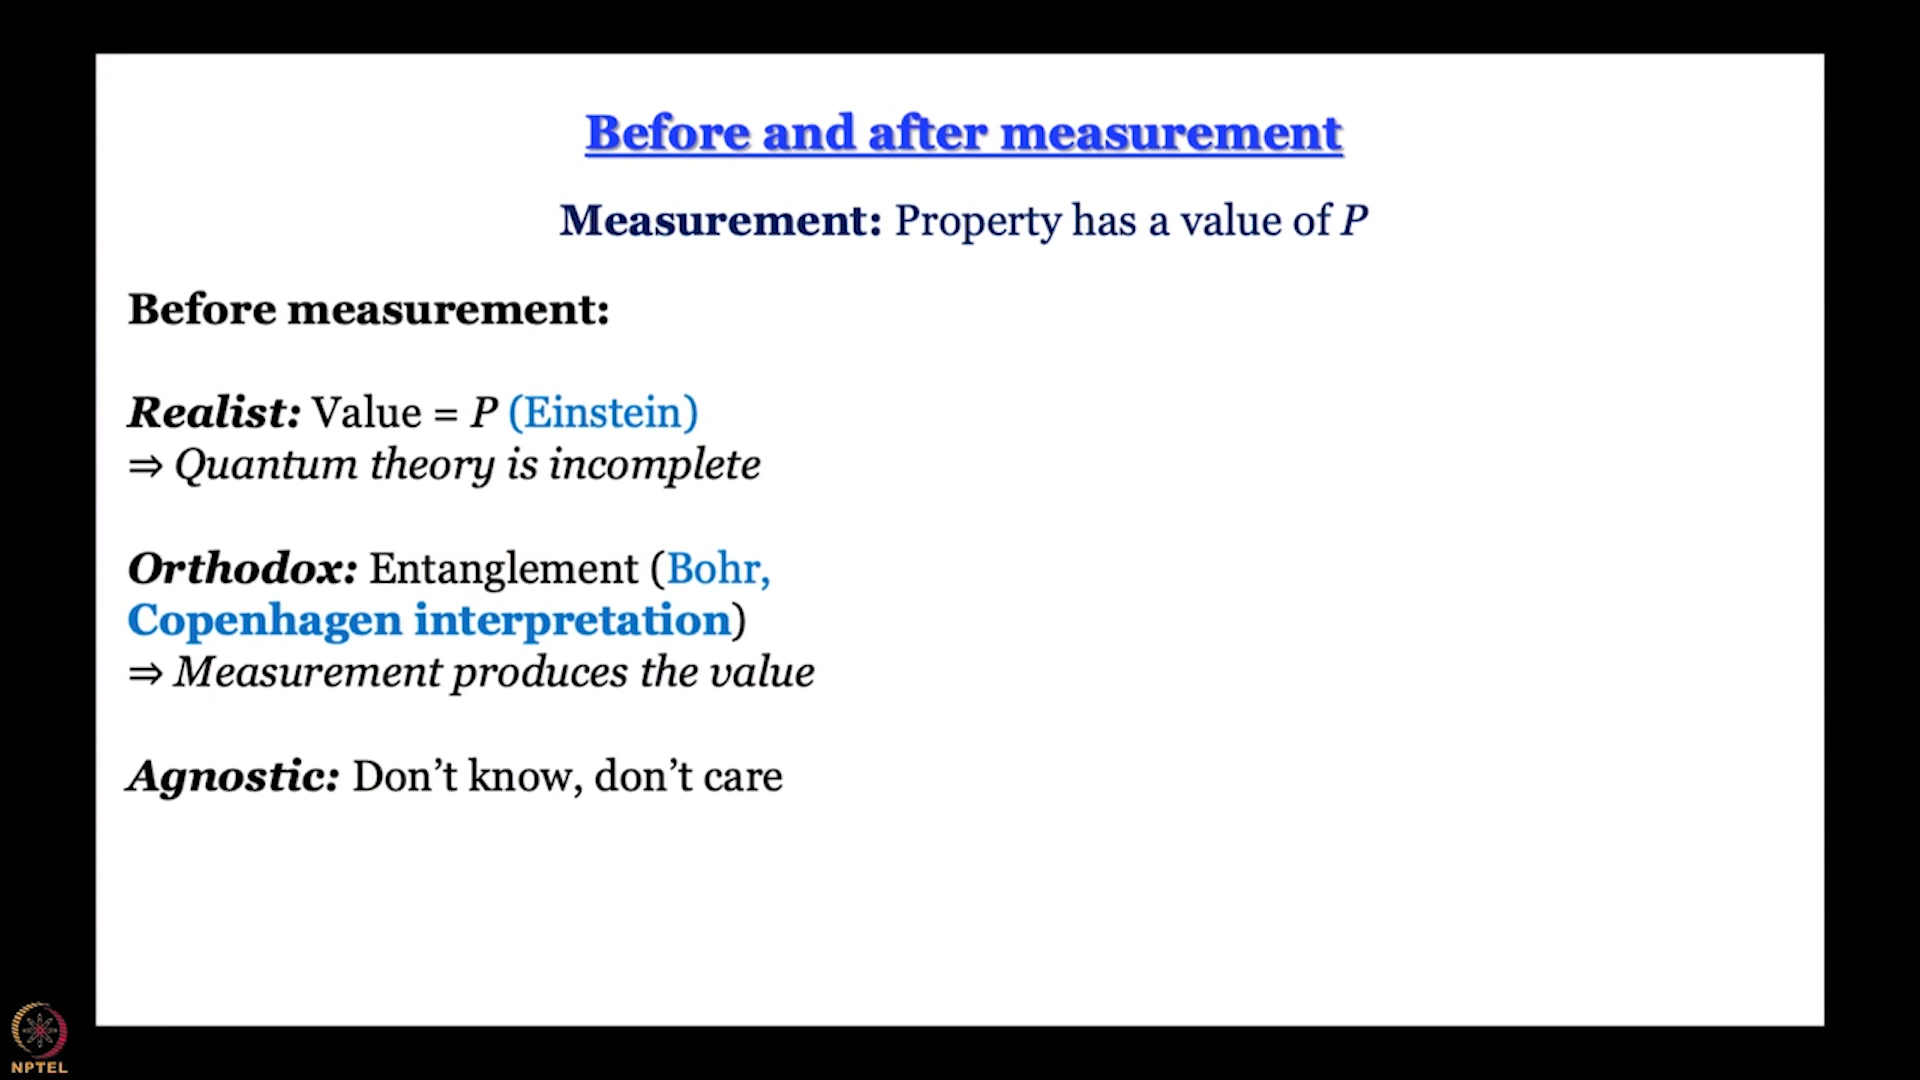 Before and after measurement
Measurement: Property has a value of P
Before measurement:
Realist: Value = P (Einstein)
⇒ Quantum theory is incomplete
Orthodox: Entanglement (Bohr,
Copenhagen interpretation)
⇒ Measurement produces the value
Agnostic: Don’t know, don’t care
NPTEL